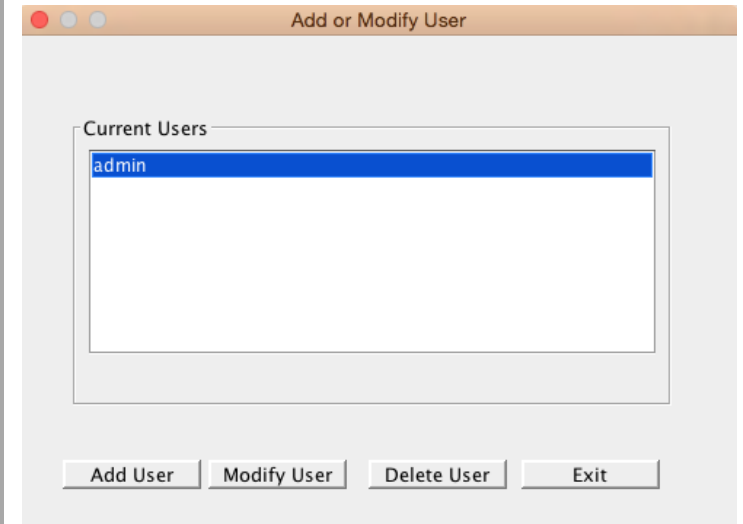 Add or Modify User
Current Users
admin
Add User Modify User Delete User Exit